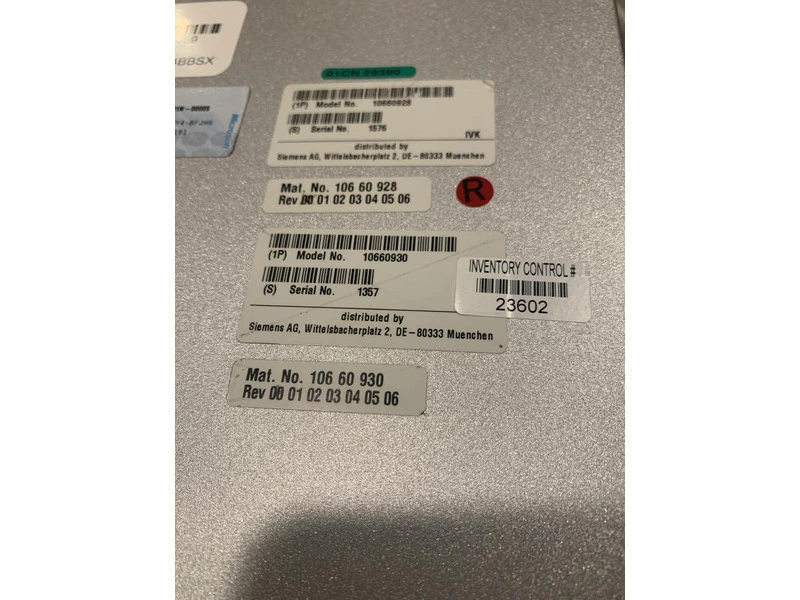 BBSX
Microsoft
(1P) Model No. 10660928
(S) Serial No. 1576
IVK
distributed by
Siemens AG, Wittelsbacherplatz 2, DE-80333 Muenchen
Mat. No. 106 60 928
Rev 00 01 02 03 04 05 06
R
(1P) Model No. 10660930
(S) Serial No. 1357
distributed by
Siemens AG, Wittelsbacherplatz 2, DE-80333 Muenchen
INVENTORY CONTROL #
23602
Mat. No. 106 60 930
Rev 00 01 02 03 04 05 06